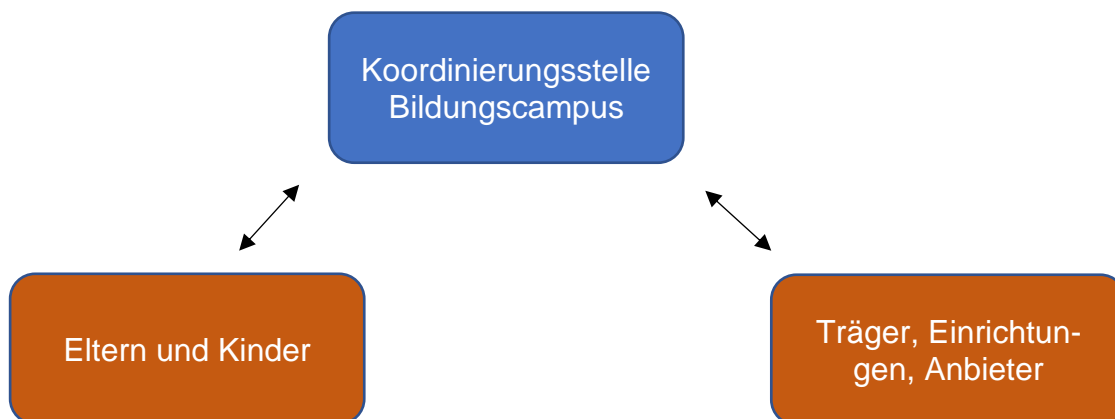 Koordinierungsstelle
Bildungscampus
Eltern und Kinder
Träger, Einrichtun-
gen, Anbieter